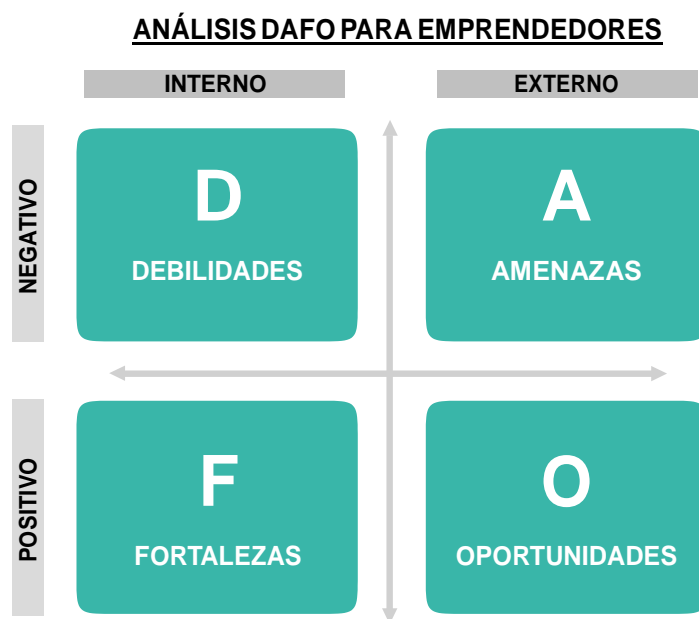 ANÁLISIS DAFO PARA EMPRENDEDORES
INTERNO
EXTERNO
NEGATIVO
D
DEBILIDADES
A
AMENAZAS
POSITIVO
F
FORTALEZAS
O
OPORTUNIDADES